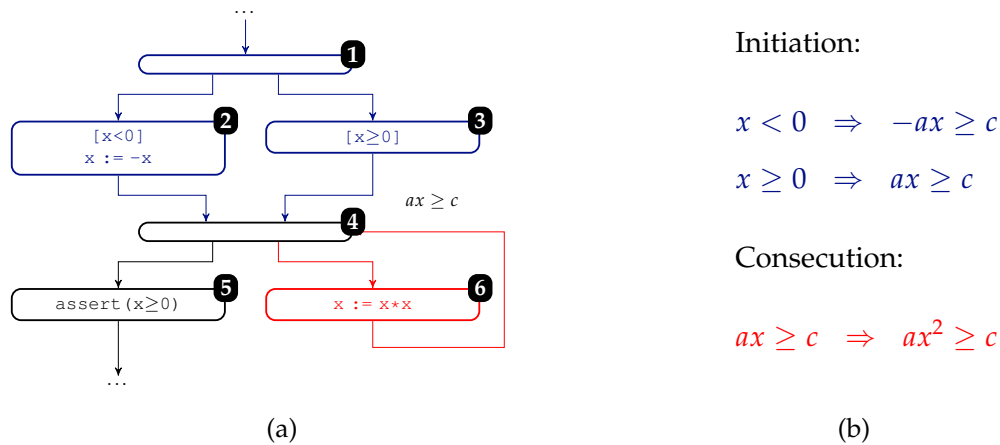 ...
1
2
[x<0]
x := -x
3
[x≥0]
ax ≥ c
4
5
assert(x≥0)
6
x := x*x
...
(a)
Initiation:
x < 0 ⇒ −ax ≥ c
x ≥ 0 ⇒ ax ≥ c
Consecution:
ax ≥ c ⇒ ax² ≥ c
(b)